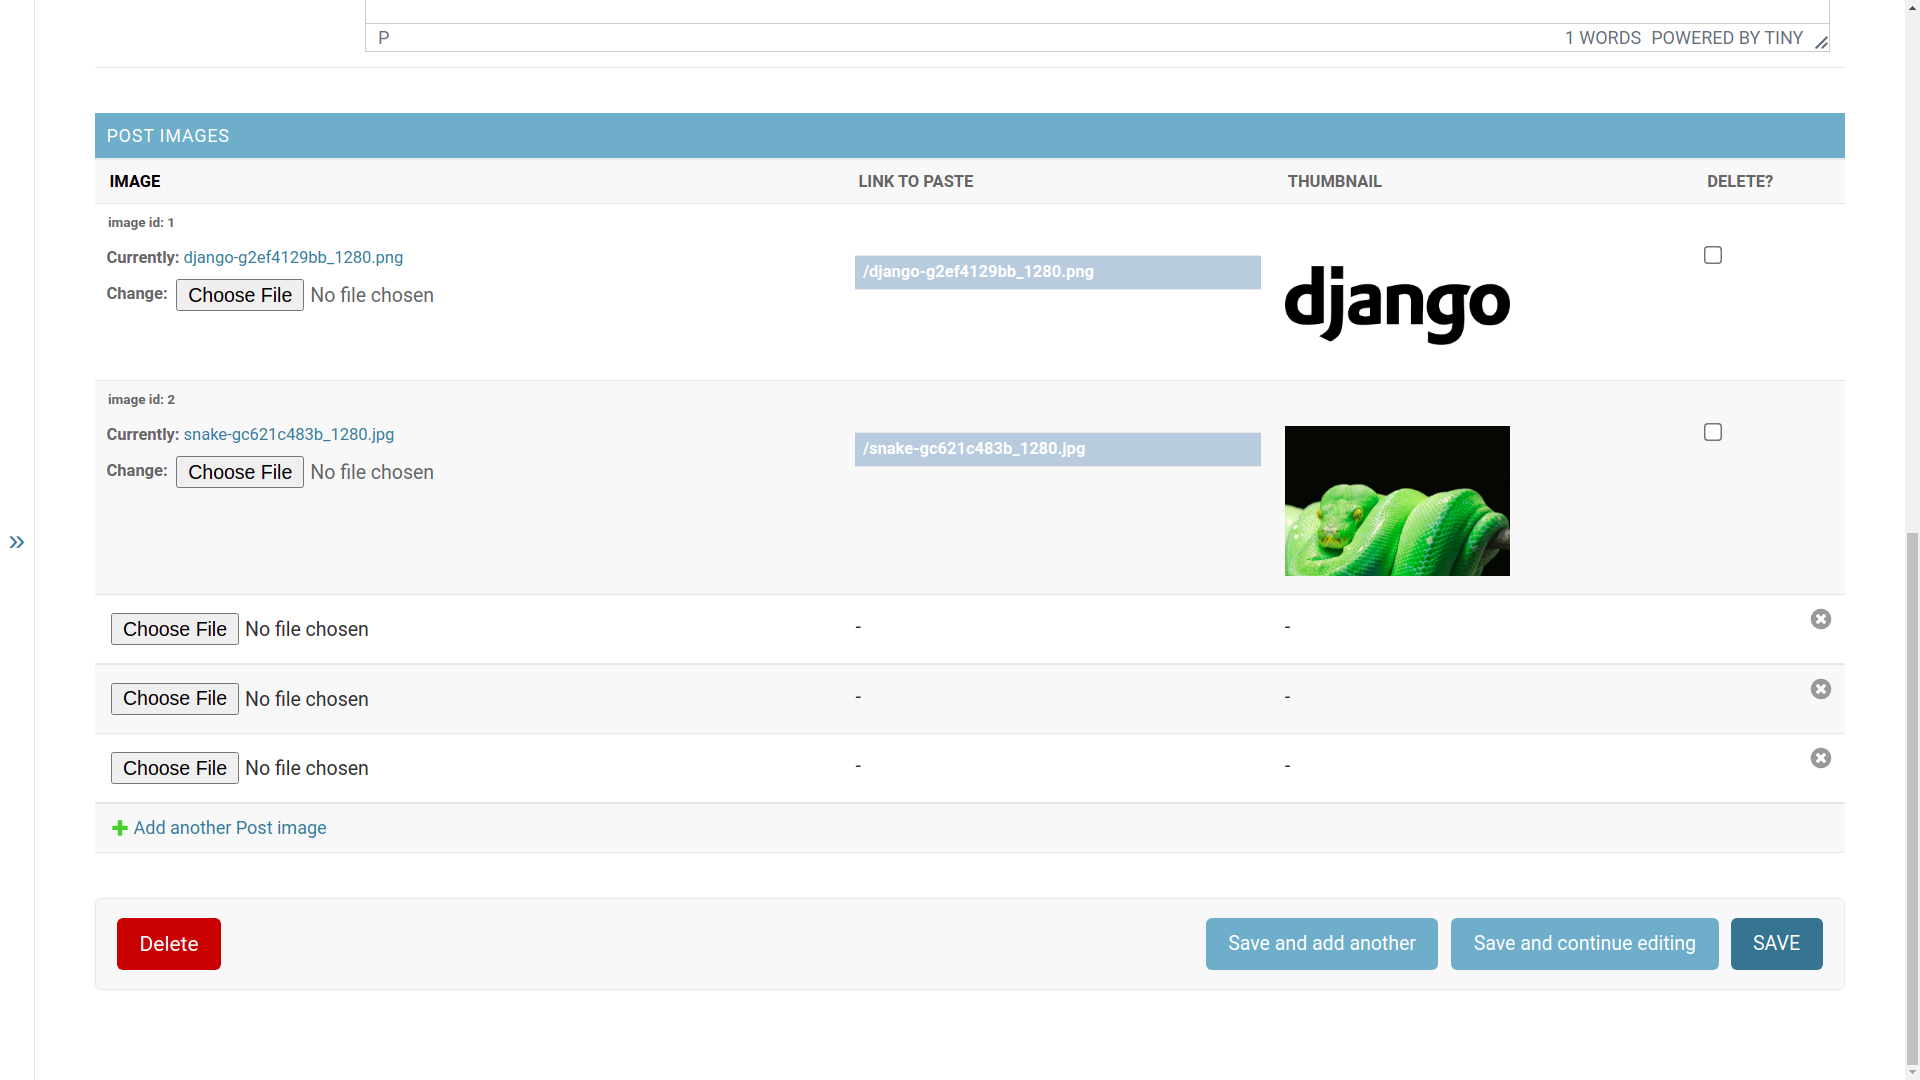 P 1 WORDS POWERED BY TINY
POST IMAGES
IMAGE LINK TO PASTE THUMBNAIL DELETE?
image id: 1
Currently: django-g2ef4129bb_1280.png
/django-g2ef4129bb_1280.png
django
Change: Choose File No file chosen
image id: 2
Currently: snake-gc621c483b_1280.jpg
/snake-gc621c483b_1280.jpg
Change: Choose File No file chosen
»
Choose File No file chosen - -
Choose File No file chosen - -
Choose File No file chosen - -
Add another Post image
Delete Save and add another Save and continue editing SAVE